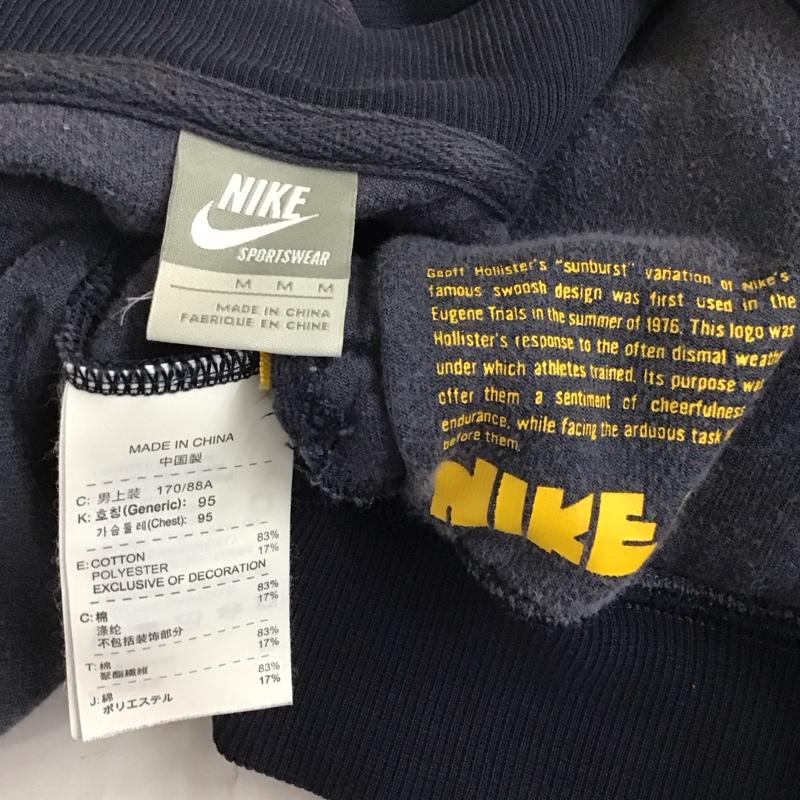 NIKE
SPORTSWEAR
M M M
MADE IN CHINA
FABRIQUE EN CHINE
MADE IN CHINA
中国製
C: 男上装 170/88A
K: 호칭(Generic): 95
가슴둘레(Chest): 95
83%
E: COTTON 17%
POLYESTER
EXCLUSIVE OF DECORATION
83%
C: 棉 17%
涤纶
不包括装饰部分 83%
T: 棉 17%
聚酯纖維 83%
J: 綿 17%
ポリエステル
Geoff Hollister's "sunburst" variation of Nike's
famous swoosh design was first used in the
Eugene Trials in the summer of 1976. This logo was
Hollister's response to the often dismal
under which athletes trained. Its purpose
offer them a sentiment of cheerfulness
endurance, while facing the arduous task
before them.
NIKE